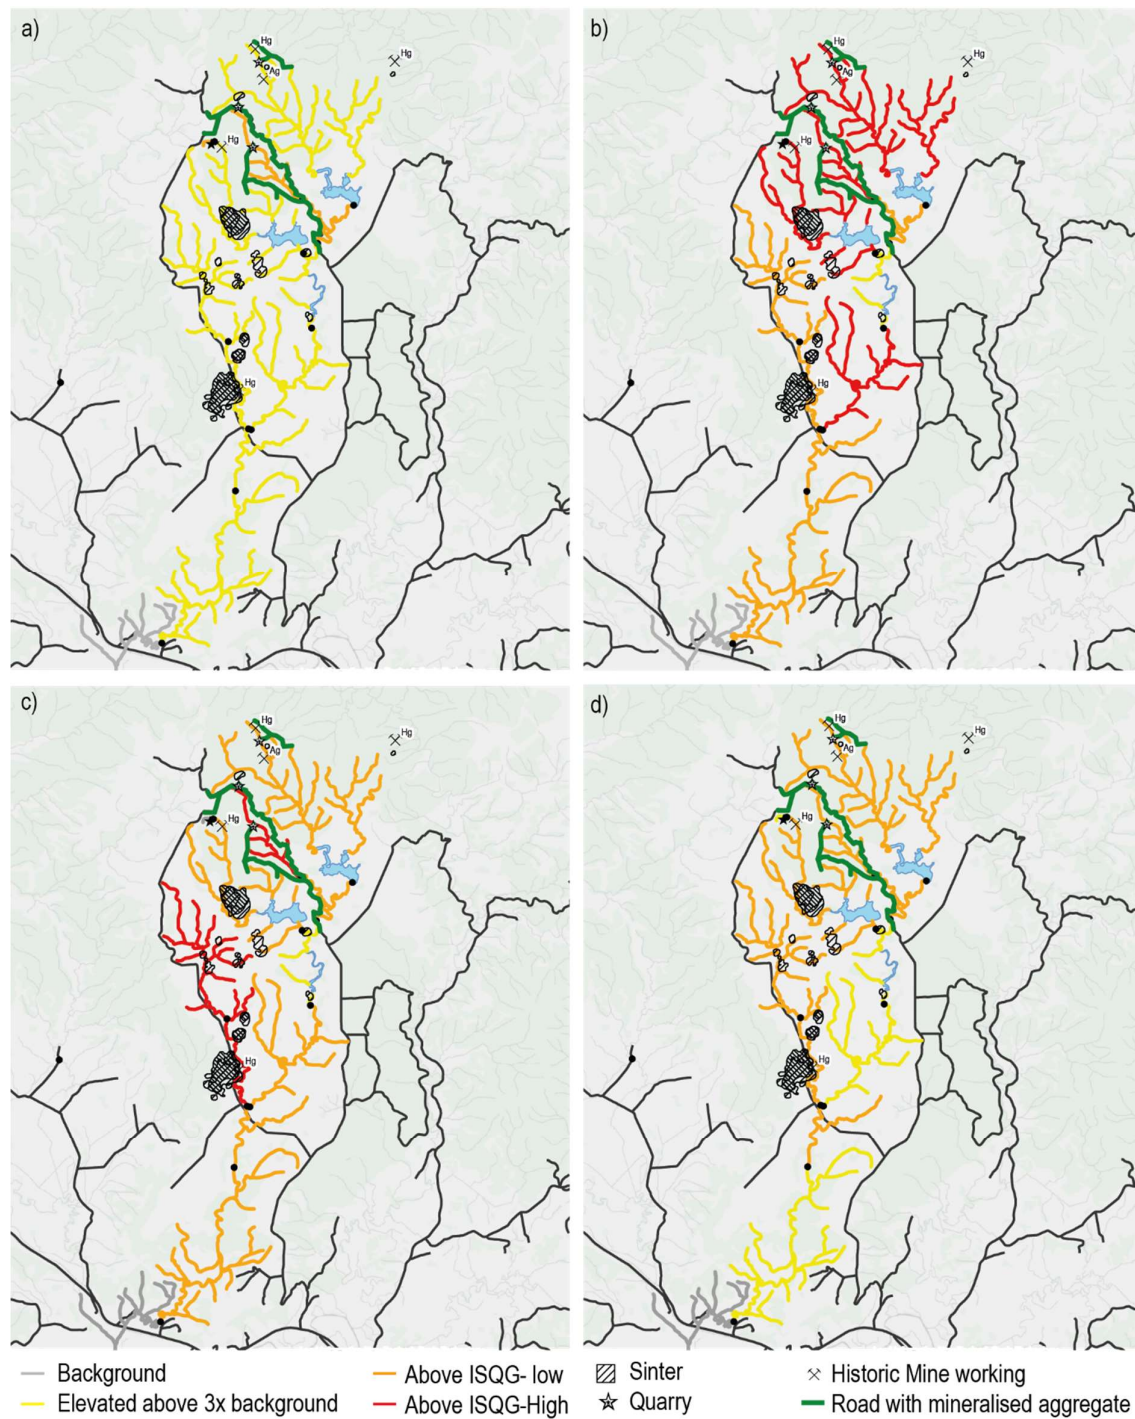 a)
Hg
Ag
Hg
Hg
Hg
b)
Hg
Ag
Hg
Hg
Hg
c)
Hg
Ag
Hg
Hg
Hg
d)
Hg
Ag
Hg
Hg
Hg
Background
Elevated above 3x background
Above ISQG- low
Above ISQG-High
Sinter
Quarry
Historic Mine working
Road with mineralised aggregate